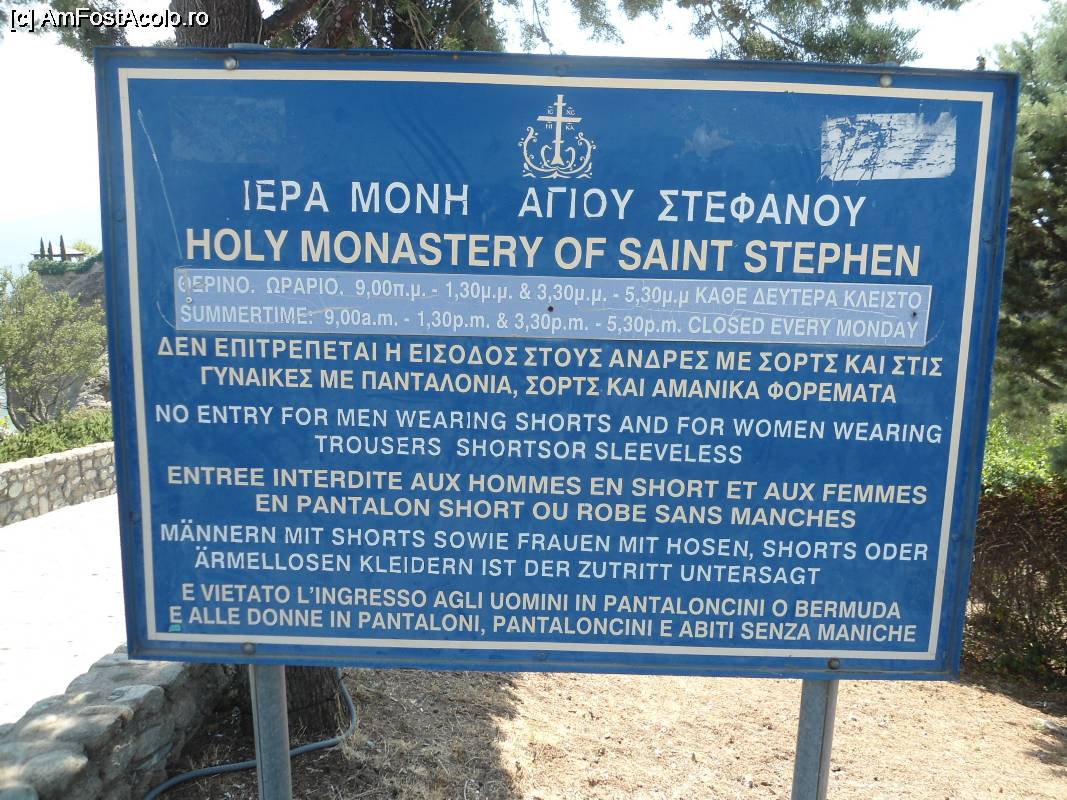 [c] AmFostAcolo.ro
IC XC
NI KA
ΙΕΡΑ ΜΟΝΗ ΑΓΙΟΥ ΣΤΕΦΑΝΟΥ
HOLY MONASTERY OF SAINT STEPHEN
ΘΕΡΙΝΟ. ΩΡΑΡΙΟ. 9,00π.μ. - 1,30μ.μ. & 3,30μ.μ. - 5,30μ.μ ΚΑΘΕ ΔΕΥΤΕΡΑ ΚΛΕΙΣΤΟ
SUMMERTIME: 9,00a.m. - 1,30p.m. & 3,30p.m. - 5,30p.m. CLOSED EVERY MONDAY
ΔΕΝ ΕΠΙΤΡΕΠΕΤΑΙ Η ΕΙΣΟΔΟΣ ΣΤΟΥΣ ΑΝΔΡΕΣ ΜΕ ΣΟΡΤΣ ΚΑΙ ΣΤΙΣ
ΓΥΝΑΙΚΕΣ ΜΕ ΠΑΝΤΑΛΟΝΙΑ, ΣΟΡΤΣ ΚΑΙ ΑΜΑΝΙΚΑ ΦΟΡΕΜΑΤΑ
NO ENTRY FOR MEN WEARING SHORTS AND FOR WOMEN WEARING
TROUSERS SHORTSOR SLEEVELESS
ENTREE INTERDITE AUX HOMMES EN SHORT ET AUX FEMMES
EN PANTALON SHORT OU ROBE SANS MANCHES
MÄNNERN MIT SHORTS SOWIE FRAUEN MIT HOSEN, SHORTS ODER
ÄRMELLOSEN KLEIDERN IST DER ZUTRITT UNTERSAGT
E VIETATO L'INGRESSO AGLI UOMINI IN PANTALONCINI O BERMUDA
E ALLE DONNE IN PANTALONI, PANTALONCINI E ABITI SENZA MANICHE